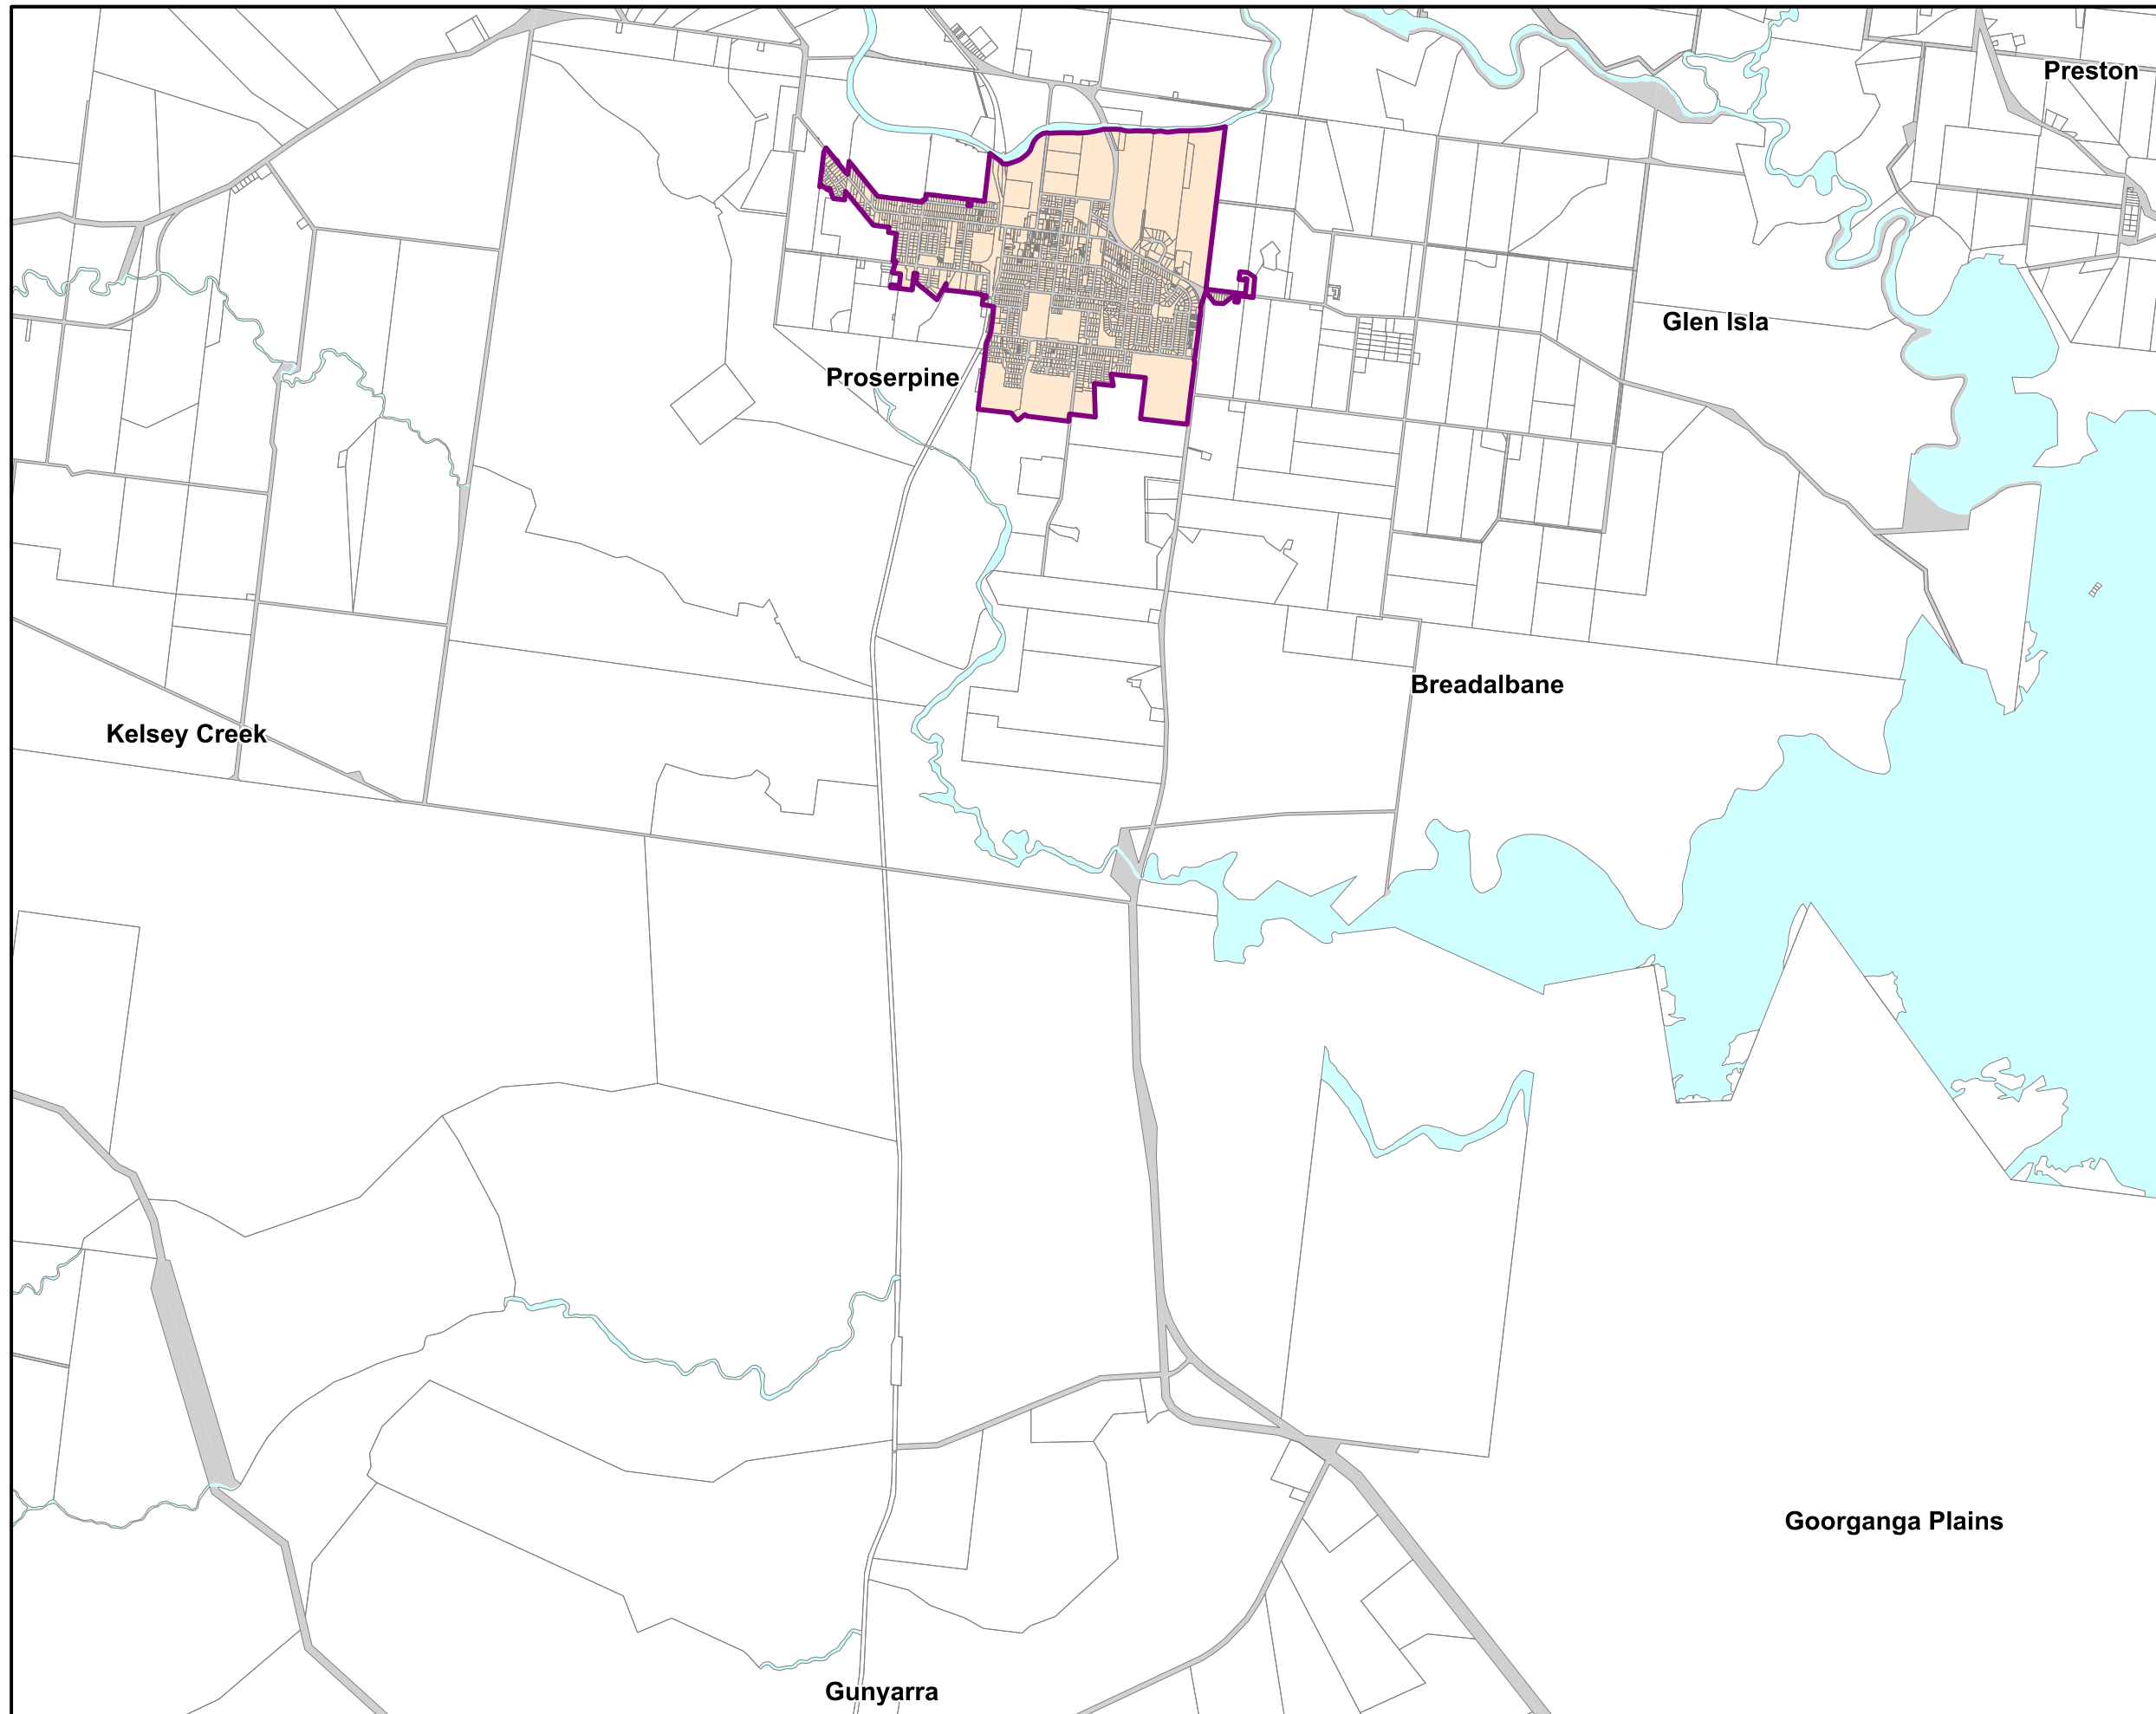 Preston
Glen Isla
Proserpine
Breadalbane
Kelsey Creek
Goorganga Plains
Gunyarra